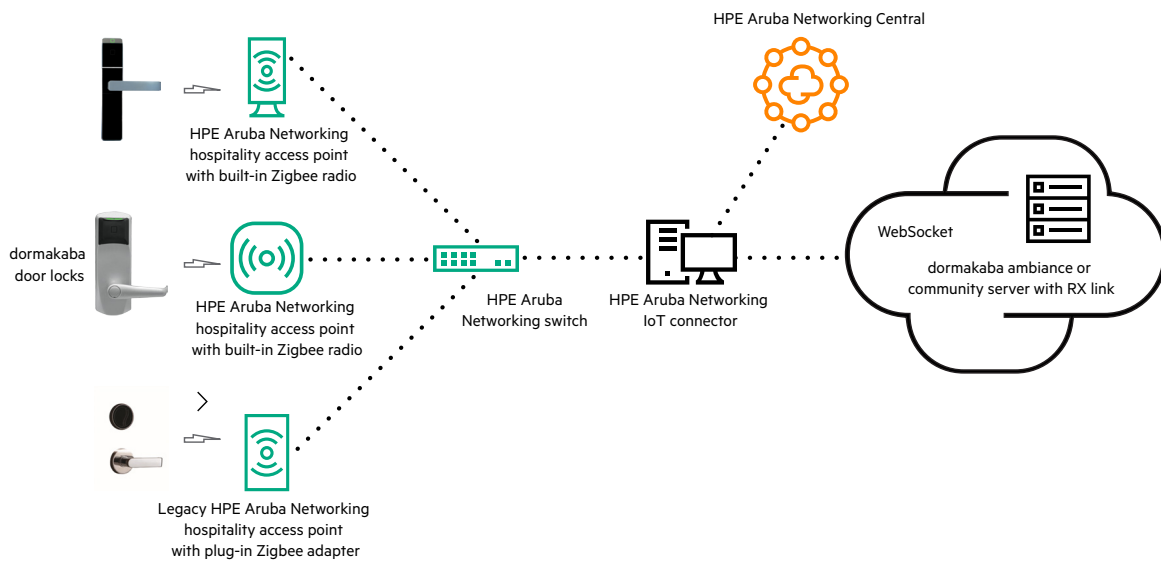 HPE Aruba Networking Central
HPE Aruba Networking
hospitality access point
with built-in Zigbee radio
dormakaba
door locks
HPE Aruba Networking
hospitality access point
with built-in Zigbee radio
HPE Aruba
Networking switch
HPE Aruba Networking
IoT connector
WebSocket
dormakaba ambiance or
community server with RX link
Legacy HPE Aruba Networking
hospitality access point
with plug-in Zigbee adapter